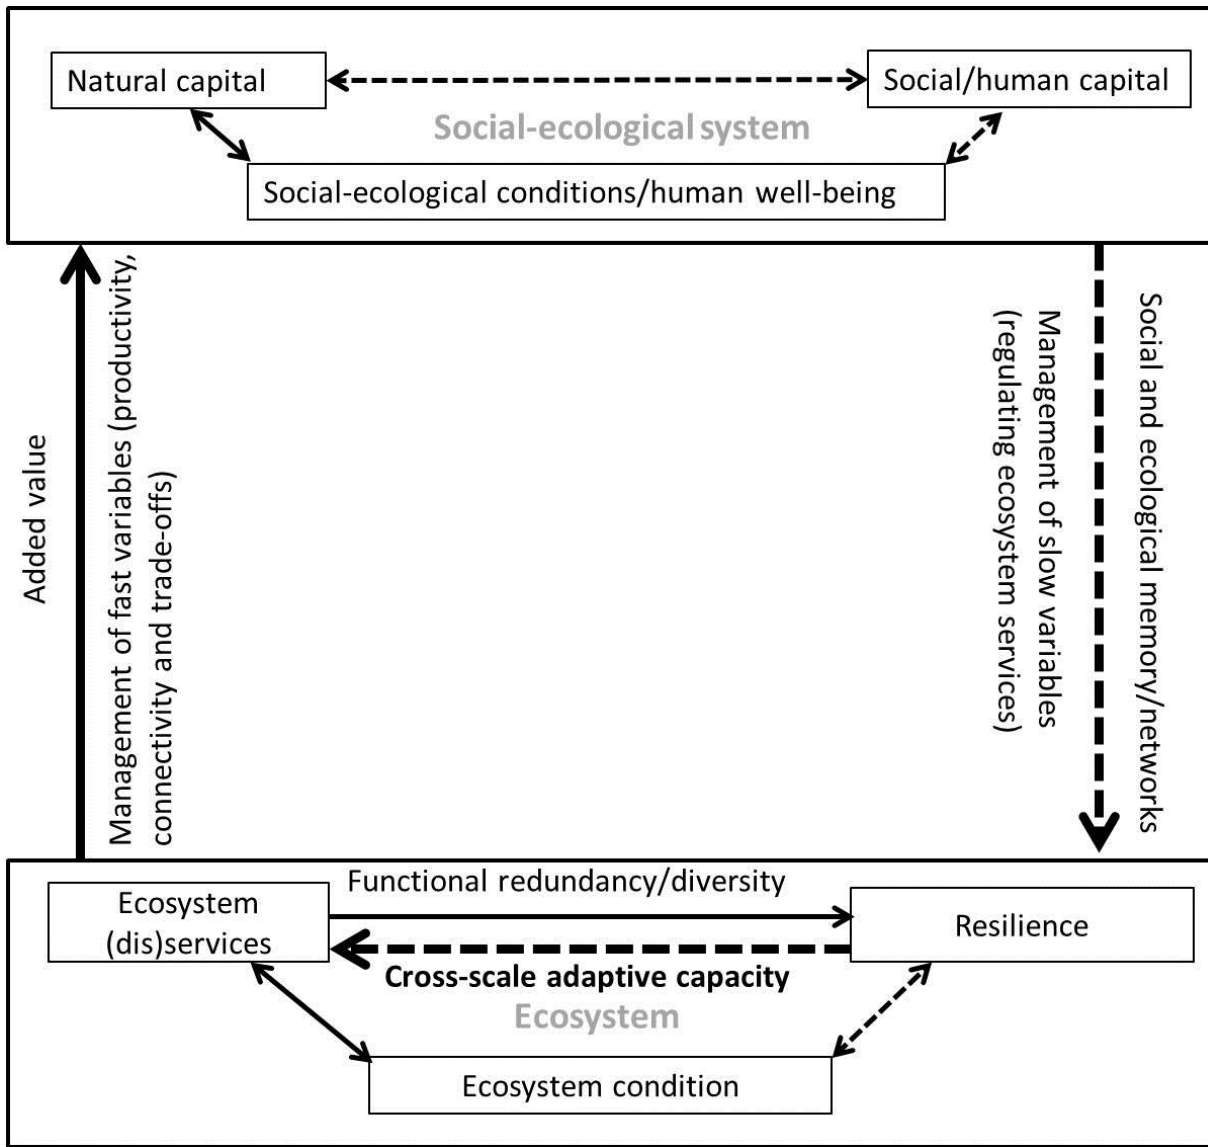 Natural capital
Social/human capital
Social-ecological system
Social-ecological conditions/human well-being
Added value
Management of fast variables (productivity,
connectivity and trade-offs)
Management of slow variables
(regulating ecosystem services)
Social and ecological memory/networks
Functional redundancy/diversity
Ecosystem
(dis)services
Resilience
Cross-scale adaptive capacity
Ecosystem
Ecosystem condition